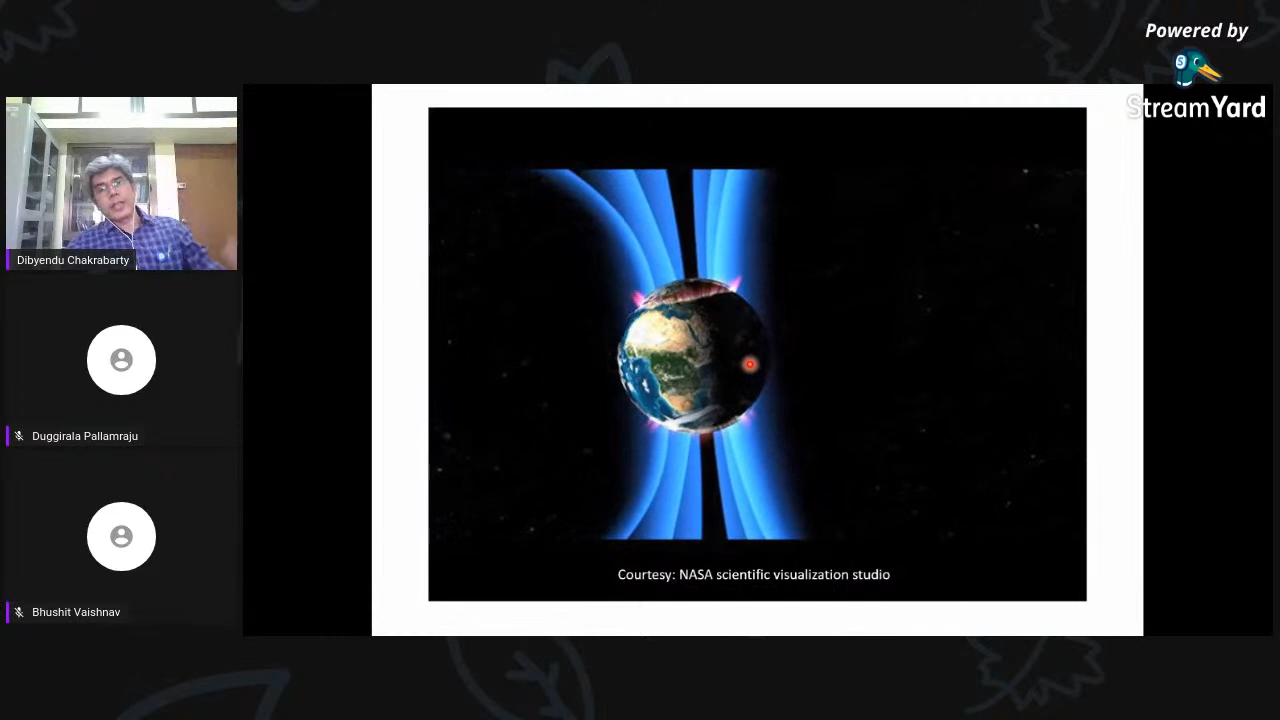 Powered by
StreamYard
Dibyendu Chakrabarty
Duggirala Pallamraju
Bhushit Vaishnav
Courtesy: NASA scientific visualization studio